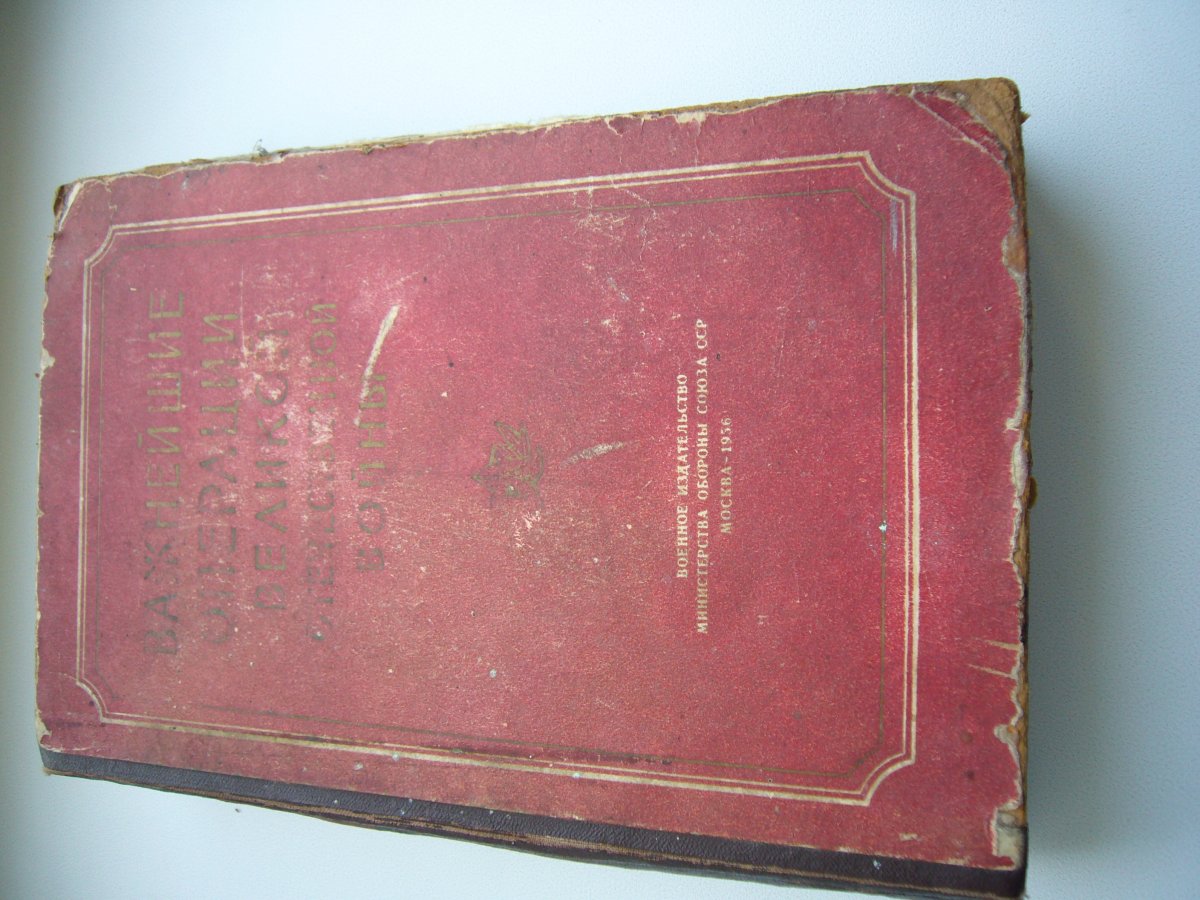 ВАЖНЕЙШИЕ
ОПЕРАЦИИ
ВЕЛИКОЙ
ОТЕЧЕСТВЕННОЙ
ВОЙНЫ
ВОЕННОЕ ИЗДАТЕЛЬСТВО
МИНИСТЕРСТВА ОБОРОНЫ СОЮЗА ССР
МОСКВА - 1956